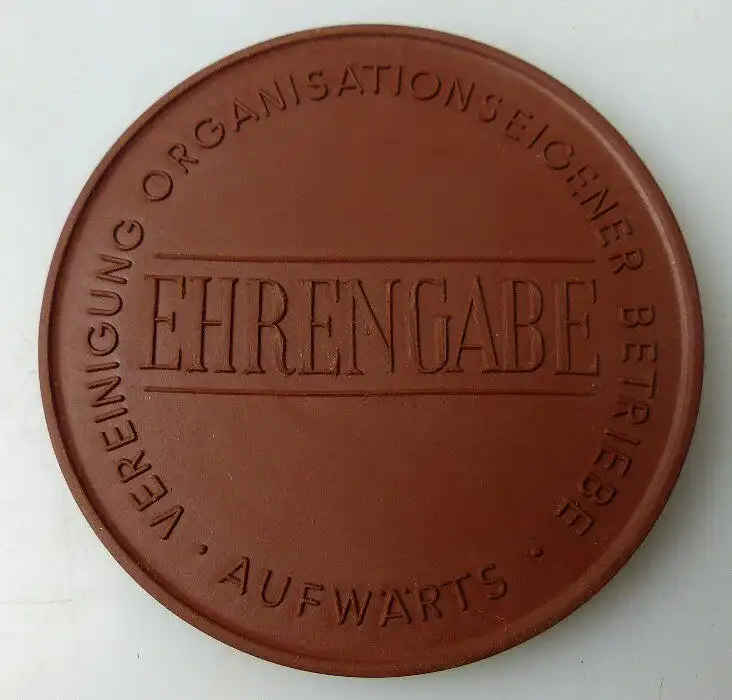 VEREINIGUNG ORGANISATIONSEIGENER BETRIEBE
EHRENGABE
· AUFWÄRTS ·